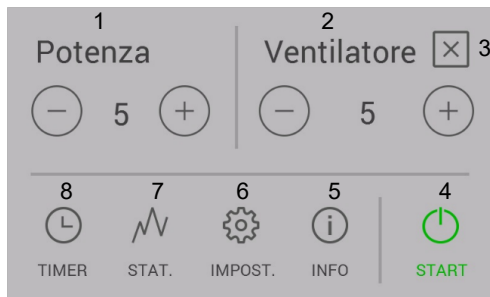 1 2
Potenza Ventilatore 3
5 5
8 7 6 5 4
TIMER STAT. IMPOST. INFO START